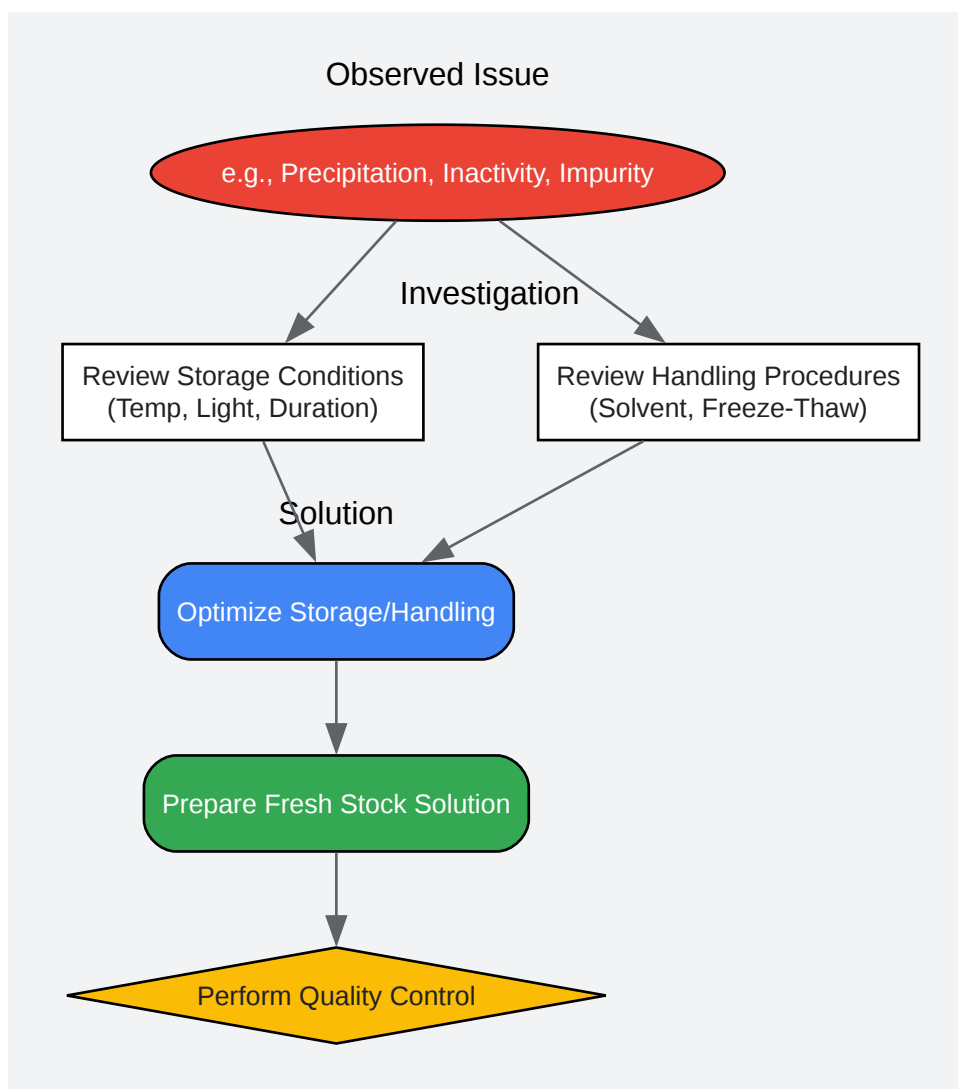 Observed Issue
e.g., Precipitation, Inactivity, Impurity
Investigation
Review Storage Conditions
(Temp, Light, Duration)
Review Handling Procedures
(Solvent, Freeze-Thaw)
Solution
Optimize Storage/Handling
Prepare Fresh Stock Solution
Perform Quality Control